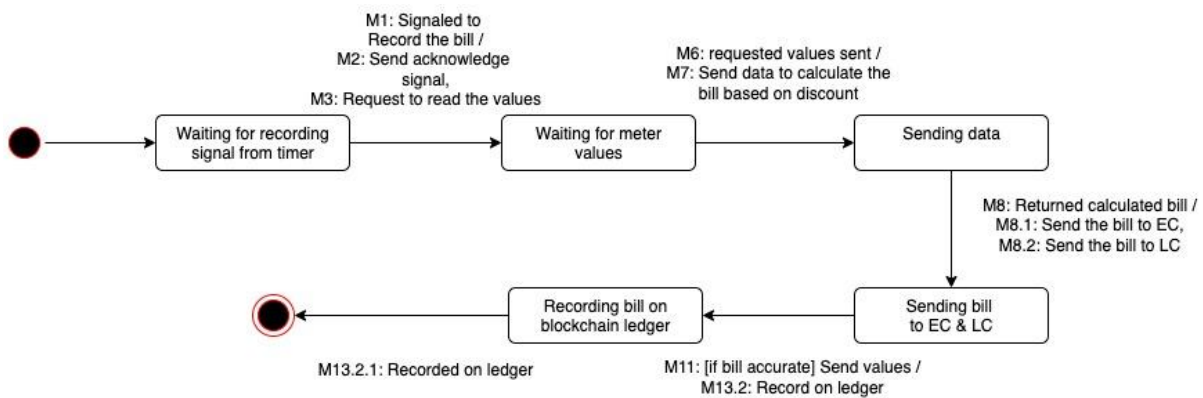 M1: Signaled to
Record the bill /
M2: Send acknowledge
signal,
M3: Request to read the values
M6: requested values sent /
M7: Send data to calculate the
bill based on discount
Waiting for recording
signal from timer
Waiting for meter
values
Sending data
M8: Returned calculated bill /
M8.1: Send the bill to EC,
M8.2: Send the bill to LC
Recording bill on
blockchain ledger
Sending bill
to EC & LC
M13.2.1: Recorded on ledger
M11: [if bill accurate] Send values /
M13.2: Record on ledger